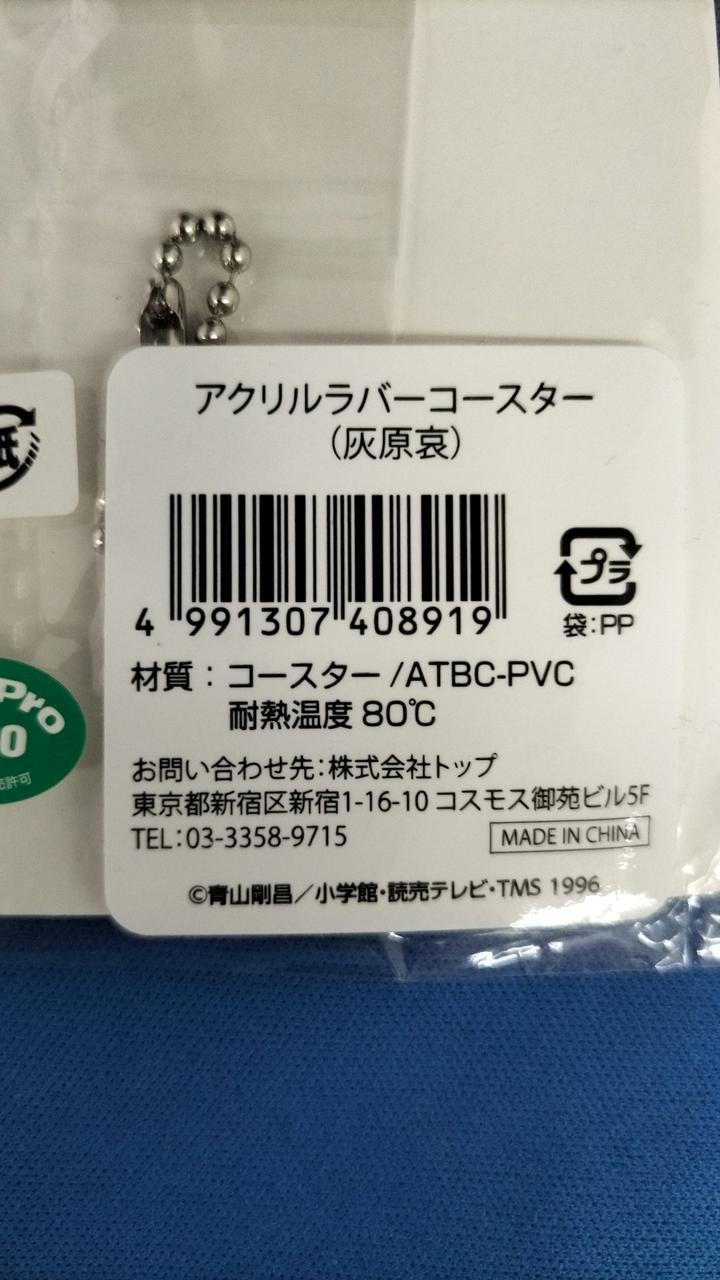 アクリルラバーコースター
（灰原哀）
4 991307 408919
プラ
袋:PP
材質：コースター/ATBC-PVC
耐熱温度 80℃
お問い合わせ先:株式会社トップ
東京都新宿区新宿1-16-10 コスモス御苑ビル5F
TEL:03-3358-9715
MADE IN CHINA
©青山剛昌／小学館・読売テレビ・TMS 1996
紙
Pro
0